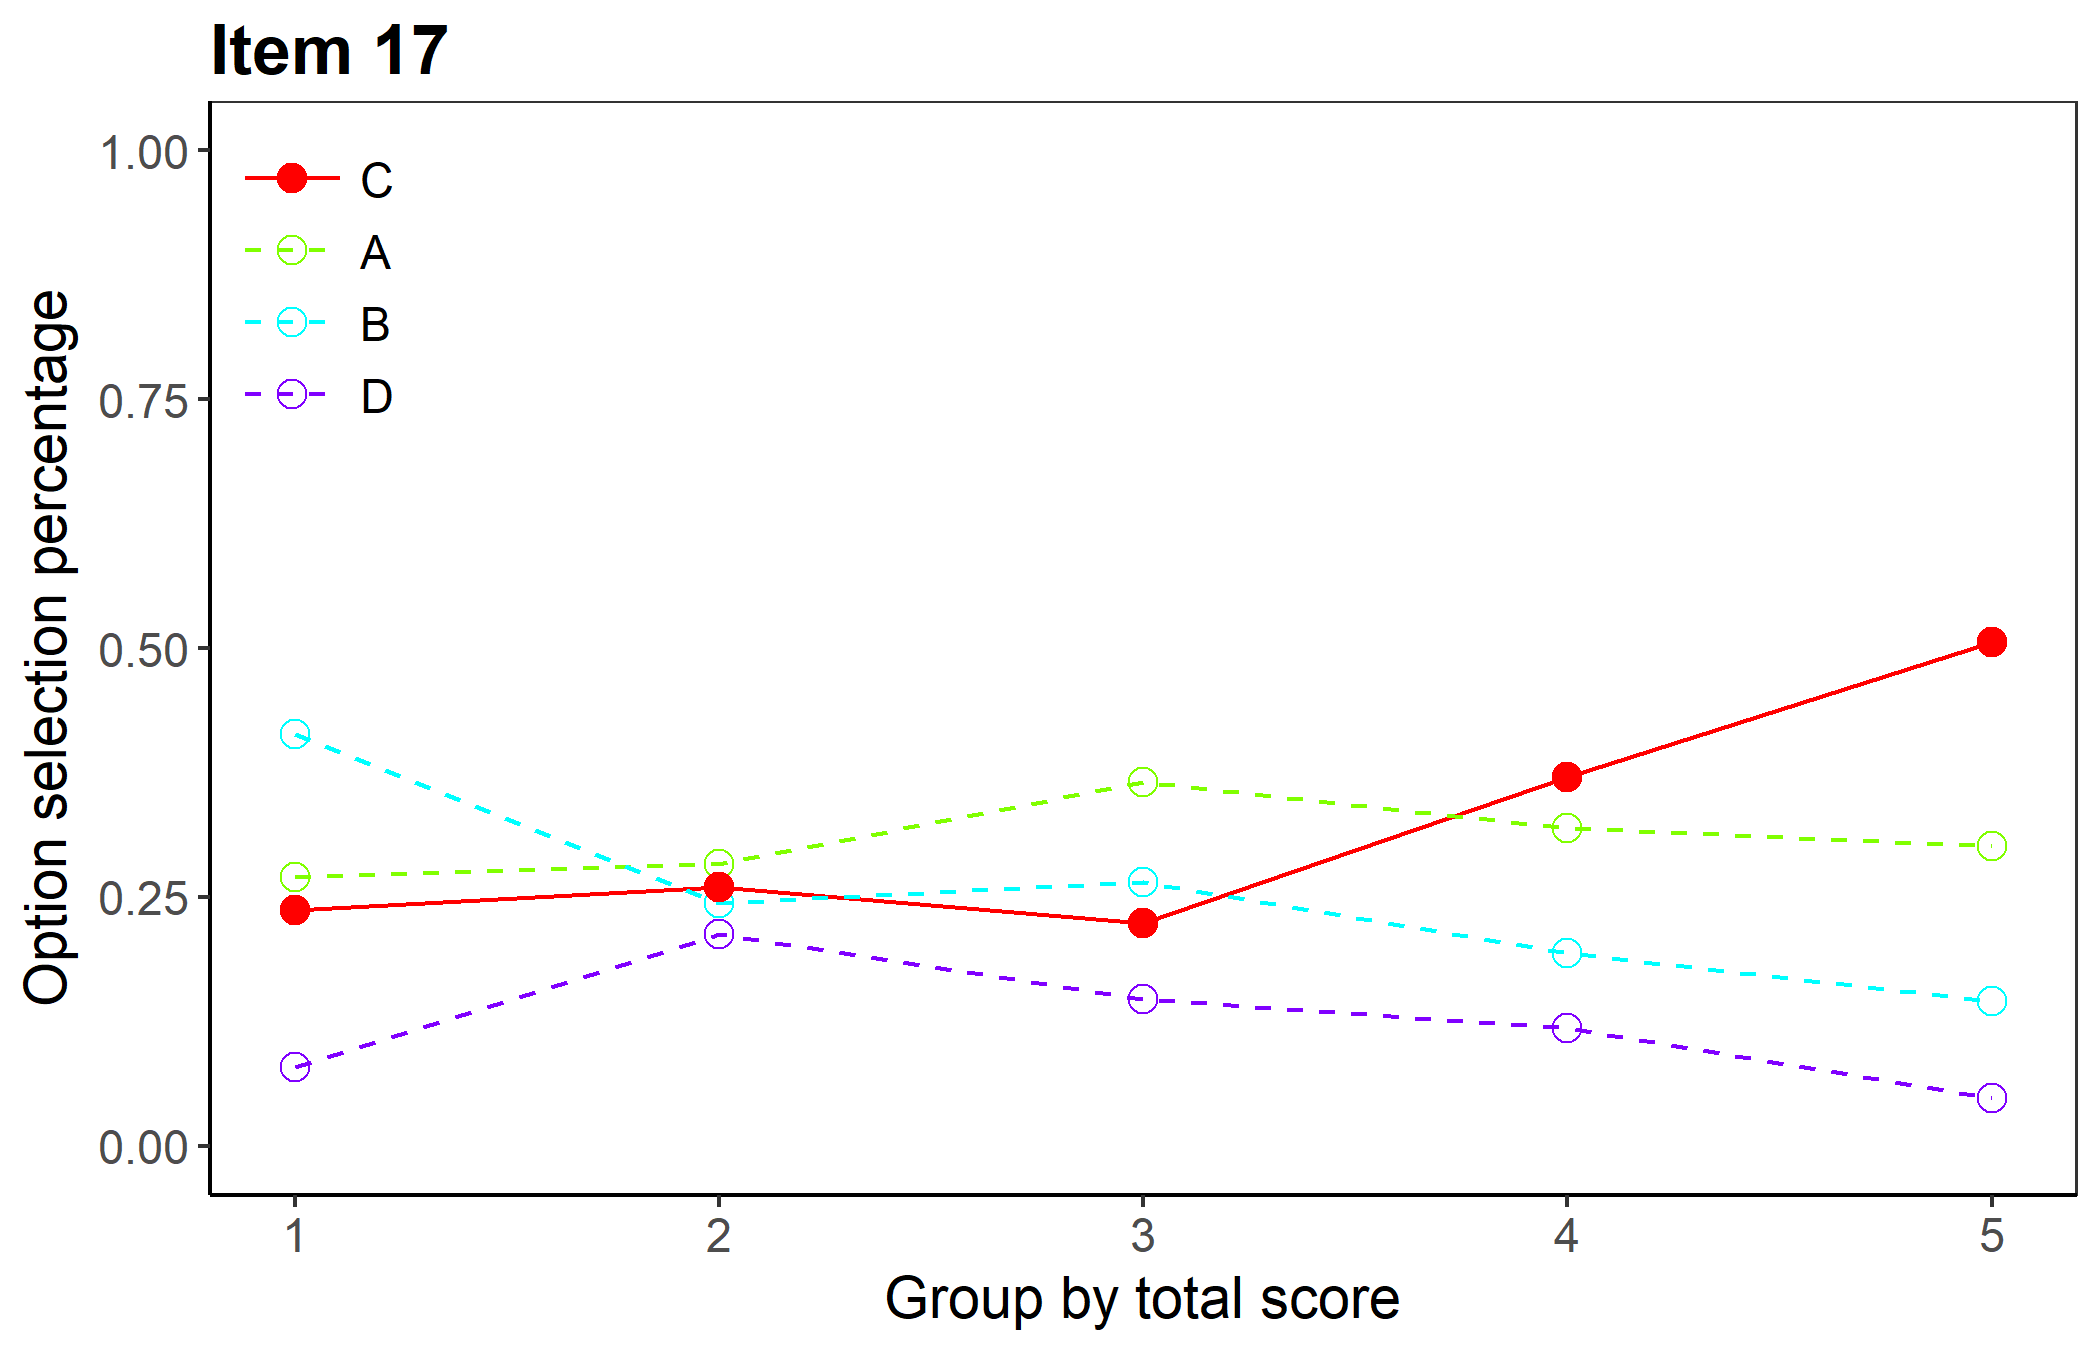 Item 17
Option selection percentage
1.00
0.75
0.50
0.25
0.00
C
A
B
D
1 2 3 4 5
Group by total score